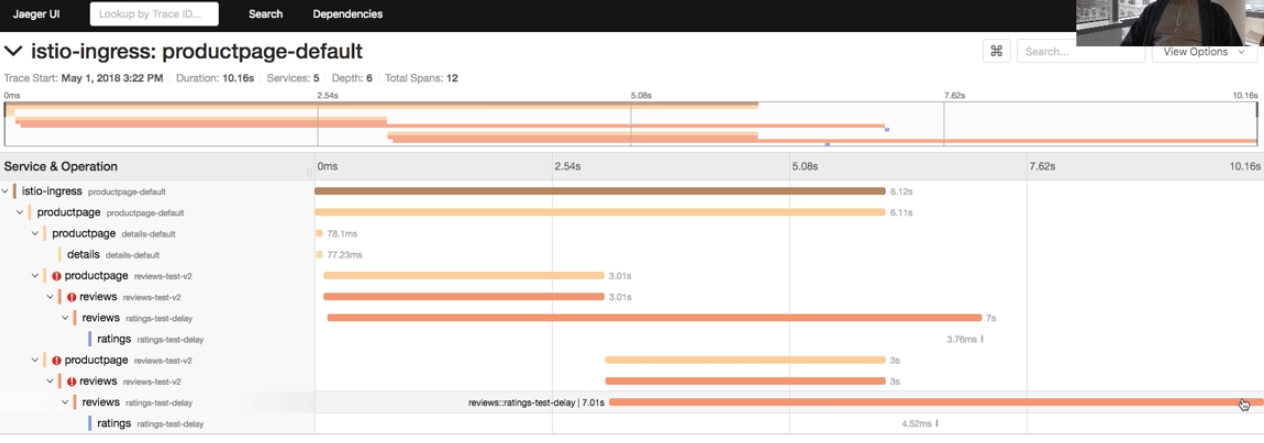 Jaeger UI Lookup by Trace ID... Search Dependencies
istio-ingress: productpage-default ⌘ Search... View Options
Trace Start: May 1, 2018 3:22 PM Duration: 10.16s Services: 5 Depth: 6 Total Spans: 12
0ms 2.54s 5.08s 7.62s 10.16s
Service & Operation 0ms 2.54s 5.08s 7.62s 10.16s
istio-ingress productpage-default 6.12s
productpage productpage-default 6.11s
productpage details-default 78.1ms
details details-default 77.23ms
productpage reviews-test-v2 3.01s
reviews reviews-test-v2 3.01s
reviews ratings-test-delay 7s
ratings ratings-test-delay 3.76ms
productpage reviews-test-v2 3s
reviews reviews-test-v2 3s
reviews ratings-test-delay reviews::ratings-test-delay | 7.01s
ratings ratings-test-delay 4.52ms